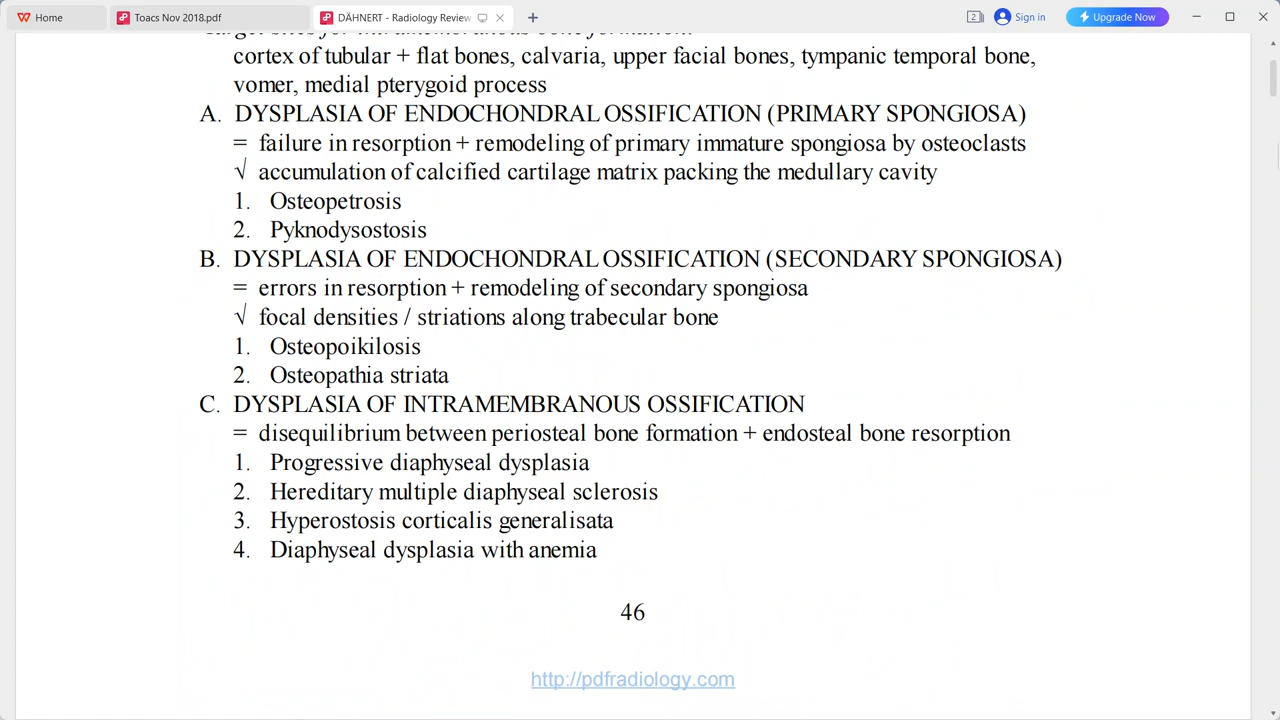 Home
Toacs Nov 2018.pdf
DÄHNERT - Radiology Review
2
Sign in
Upgrade Now
Target sites for intramembranous bone formation:
cortex of tubular + flat bones, calvaria, upper facial bones, tympanic temporal bone,
vomer, medial pterygoid process
A. DYSPLASIA OF ENDOCHONDRAL OSSIFICATION (PRIMARY SPONGIOSA)
= failure in resorption + remodeling of primary immature spongiosa by osteoclasts
√ accumulation of calcified cartilage matrix packing the medullary cavity
1. Osteopetrosis
2. Pyknodysostosis
B. DYSPLASIA OF ENDOCHONDRAL OSSIFICATION (SECONDARY SPONGIOSA)
= errors in resorption + remodeling of secondary spongiosa
√ focal densities / striations along trabecular bone
1. Osteopoikilosis
2. Osteopathia striata
C. DYSPLASIA OF INTRAMEMBRANOUS OSSIFICATION
= disequilibrium between periosteal bone formation + endosteal bone resorption
1. Progressive diaphyseal dysplasia
2. Hereditary multiple diaphyseal sclerosis
3. Hyperostosis corticalis generalisata
4. Diaphyseal dysplasia with anemia
46
http://pdfradiology.com